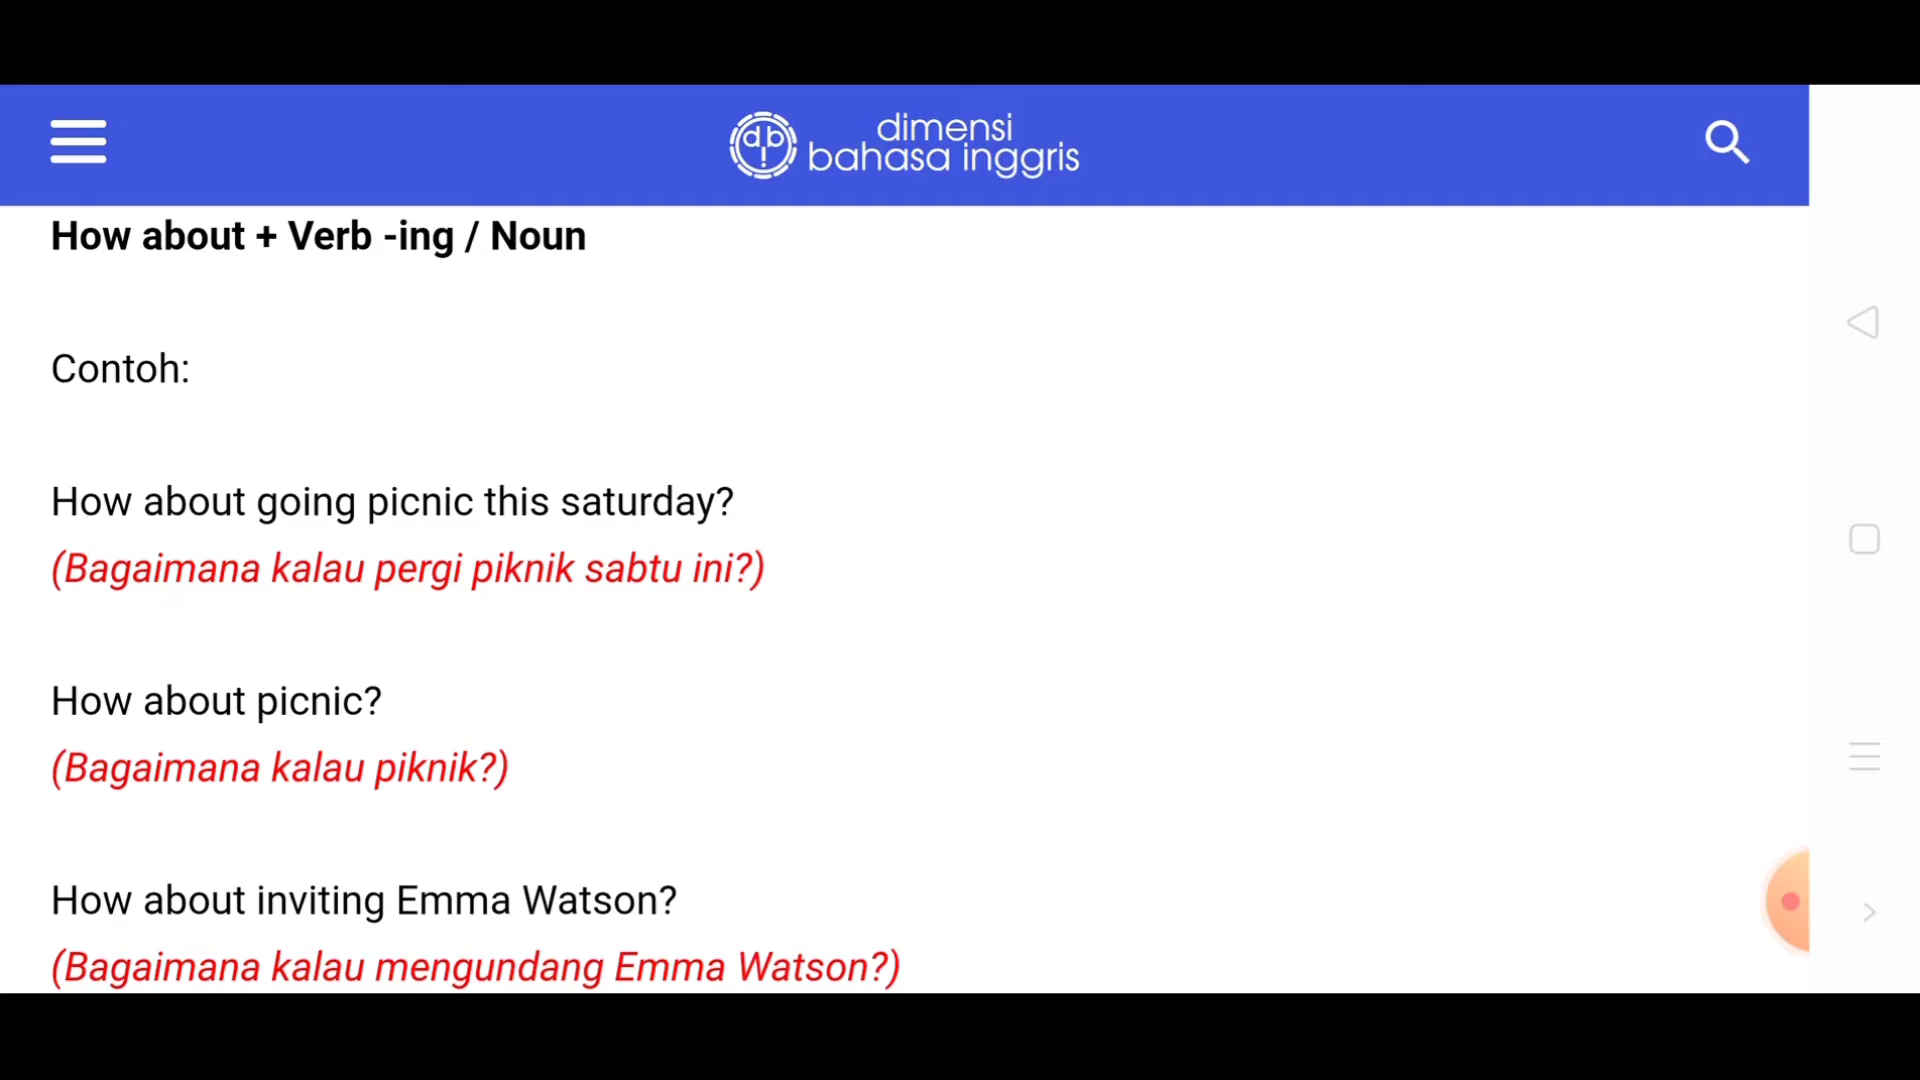 dbi
dimensi
bahasa inggris
How about + Verb -ing / Noun
Contoh:
How about going picnic this saturday?
(Bagaimana kalau pergi piknik sabtu ini?)
How about picnic?
(Bagaimana kalau piknik?)
How about inviting Emma Watson?
(Bagaimana kalau mengundang Emma Watson?)